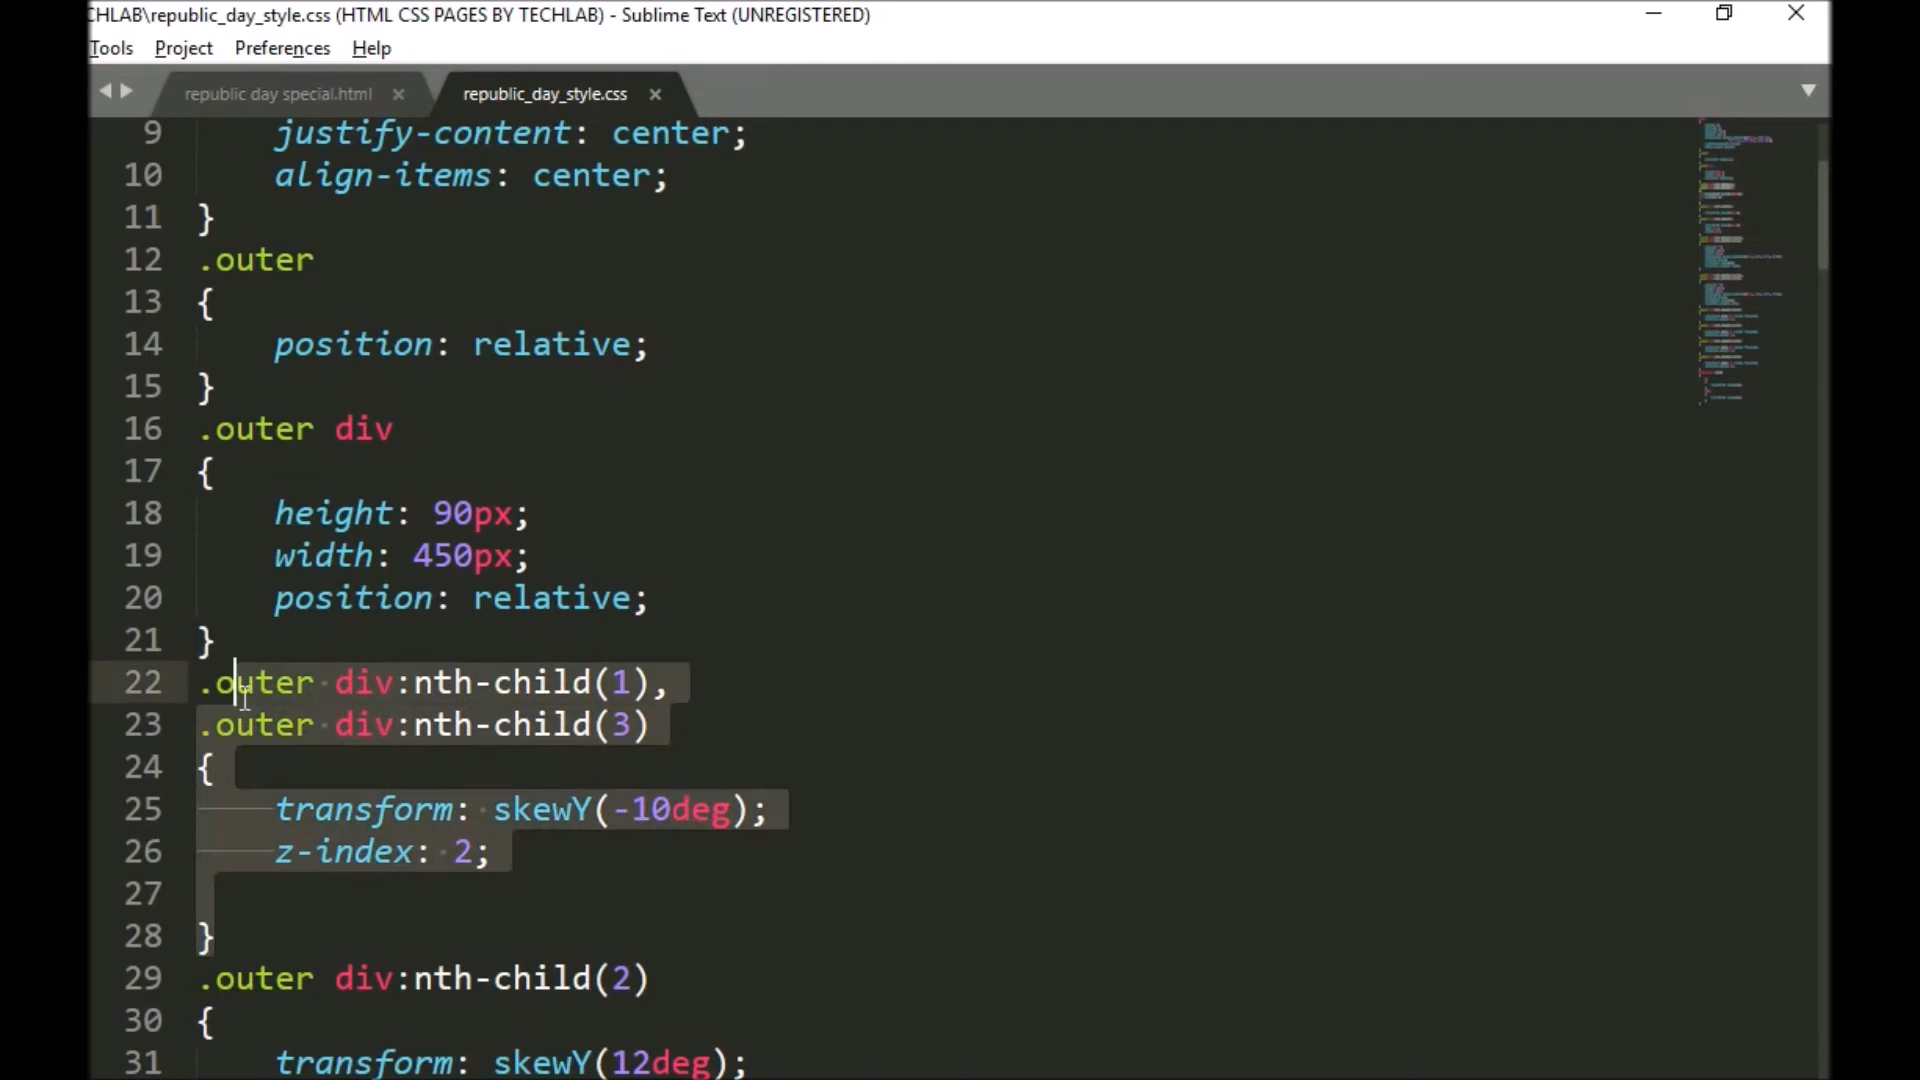 CHLAB\republic_day_style.css (HTML CSS PAGES BY TECHLAB) - Sublime Text (UNREGISTERED)
Tools Project Preferences Help
republic day special.html republic_day_style.css
9 justify-content: center;
10 align-items: center;
11 }
12 .outer
13 {
14 position: relative;
15 }
16 .outer div
17 {
18 height: 90px;
19 width: 450px;
20 position: relative;
21 }
22 .outer div:nth-child(1),
23 .outer div:nth-child(3)
24 {
25 transform: skewY(-10deg);
26 z-index: 2;
27
28 }
29 .outer div:nth-child(2)
30 {
31 transform: skewY(12deg);